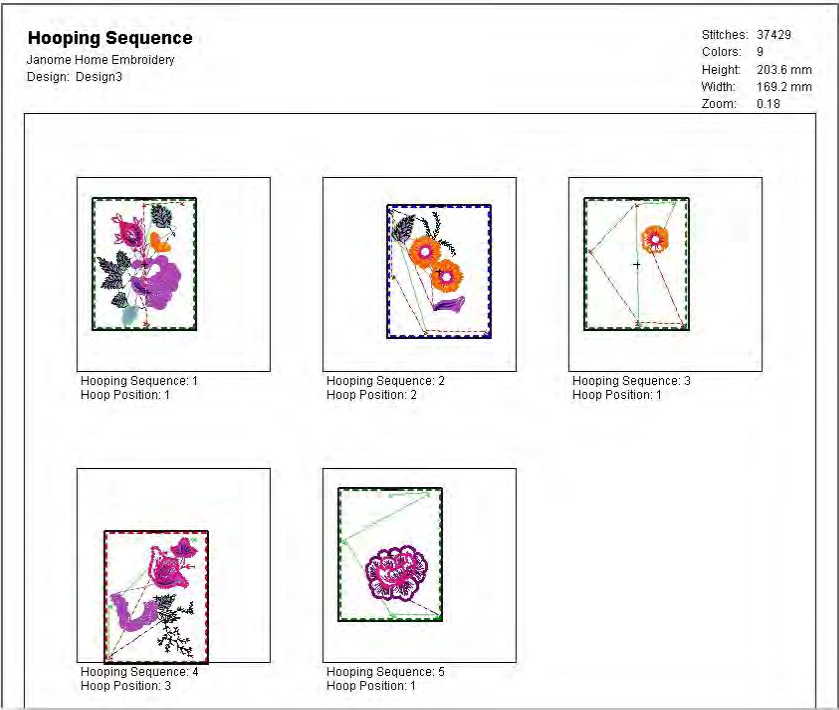 Hooping Sequence
Janome Home Embroidery
Design: Design3
Stitches: 37429
Colors: 9
Height: 203.6 mm
Width: 169.2 mm
Zoom: 0.18
Hooping Sequence: 1
Hoop Position: 1
Hooping Sequence: 2
Hoop Position: 2
Hooping Sequence: 3
Hoop Position: 1
Hooping Sequence: 4
Hoop Position: 3
Hooping Sequence: 5
Hoop Position: 1